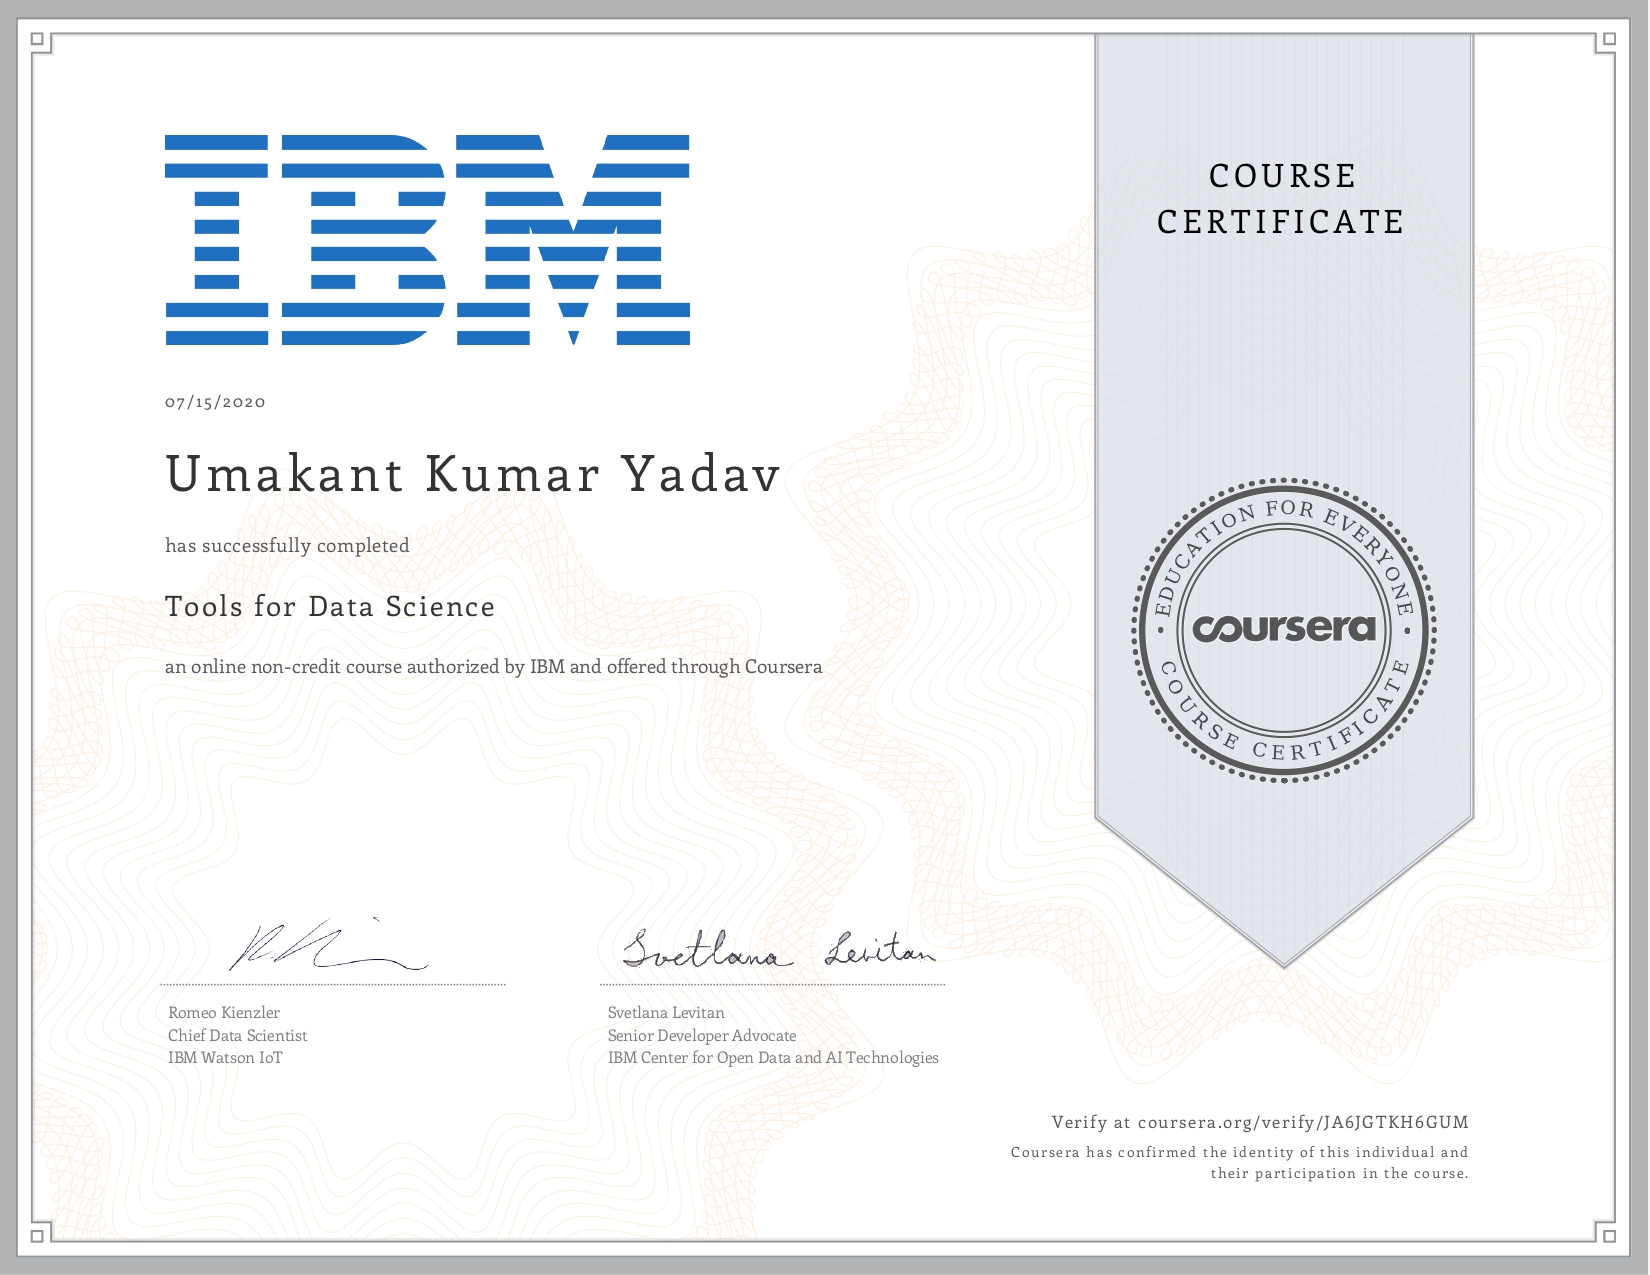 IBM
COURSE
CERTIFICATE
07/15/2020
Umakant Kumar Yadav
has successfully completed
Tools for Data Science
an online non-credit course authorized by IBM and offered through Coursera
EDUCATION FOR EVERYONE
coursera
COURSE CERTIFICATE
Svetlana Levitan
Romeo Kienzler
Chief Data Scientist
IBM Watson IoT
Svetlana Levitan
Senior Developer Advocate
IBM Center for Open Data and AI Technologies
Verify at coursera.org/verify/JA6JGTKH6GUM
Coursera has confirmed the identity of this individual and
their participation in the course.